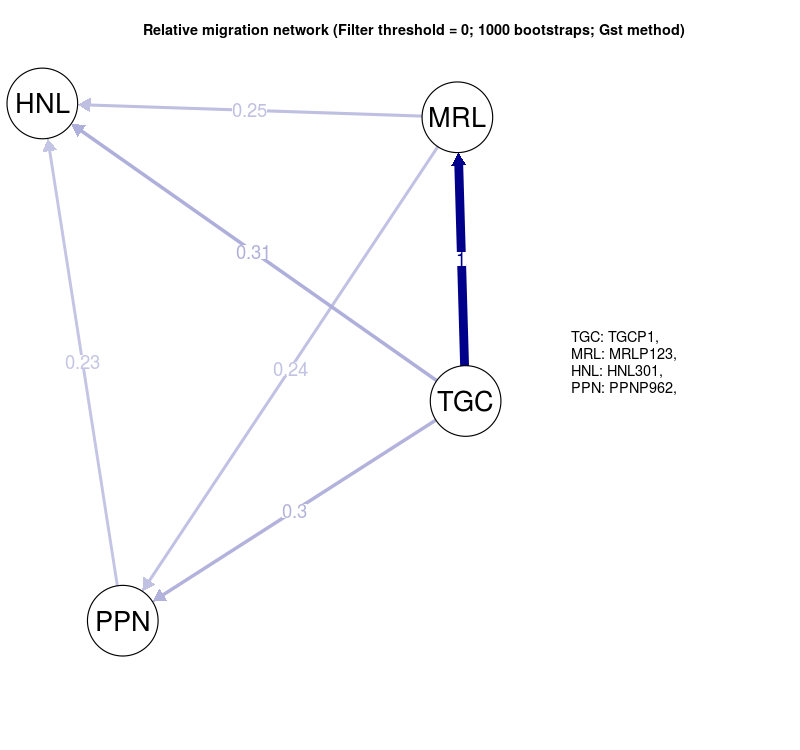 Relative migration network (Filter threshold = 0; 1000 bootstraps; Gst method)
HNL
MRL
0.25
0.31
1
TGC: TGCP1,
MRL: MRLP123,
HNL: HNL301,
PPN: PPNP962,
0.23
0.24
TGC
0.3
PPN